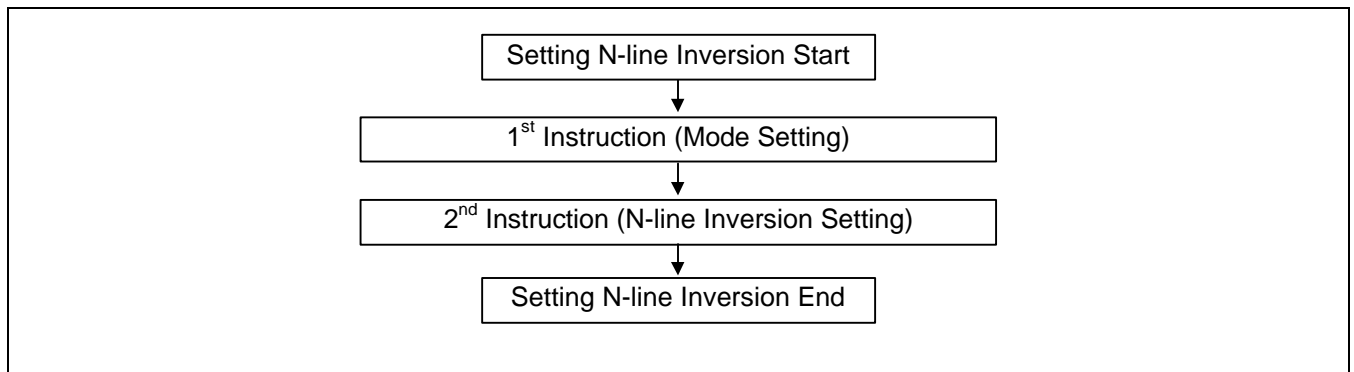 Setting N-line Inversion Start
1st Instruction (Mode Setting)
2nd Instruction (N-line Inversion Setting)
Setting N-line Inversion End